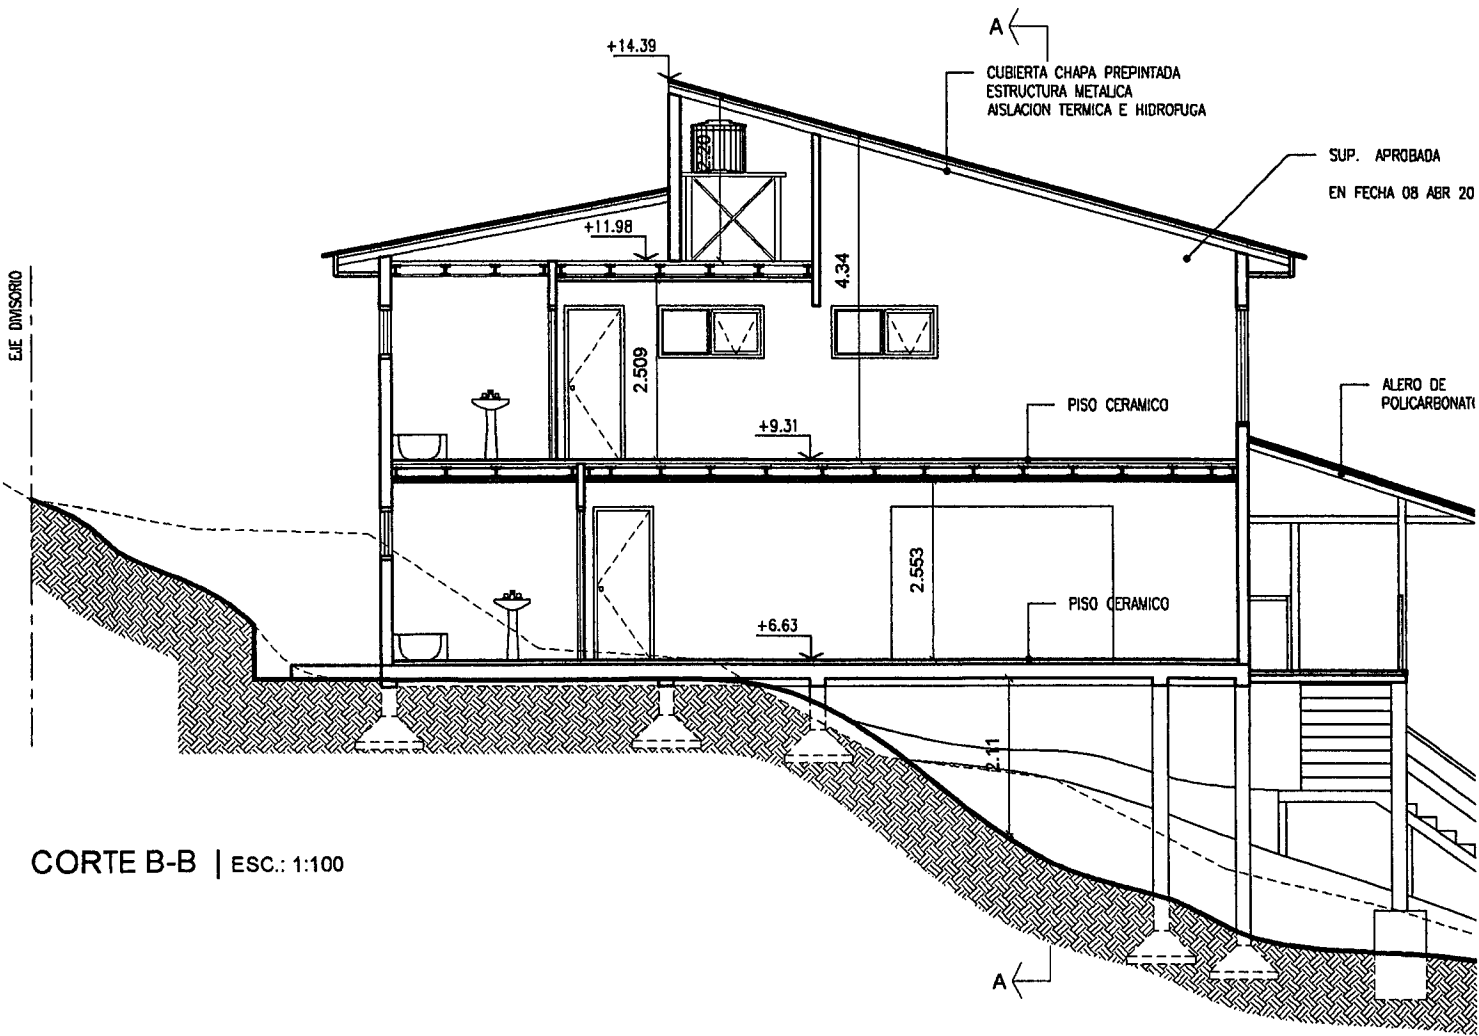 A
+14.39
CUBIERTA CHAPA PREPINTADA
ESTRUCTURA METALICA
AISLACION TERMICA E HIDROFUGA
2.20
SUP. APROBADA
EN FECHA 08 ABR 20
+11.98
4.34
EJE DIVISORIO
2.509
ALERO DE
POLICARBONATO
PISO CERAMICO
+9.31
2.553
PISO CERAMICO
+6.63
2.11
CORTE B-B | ESC.: 1:100
A